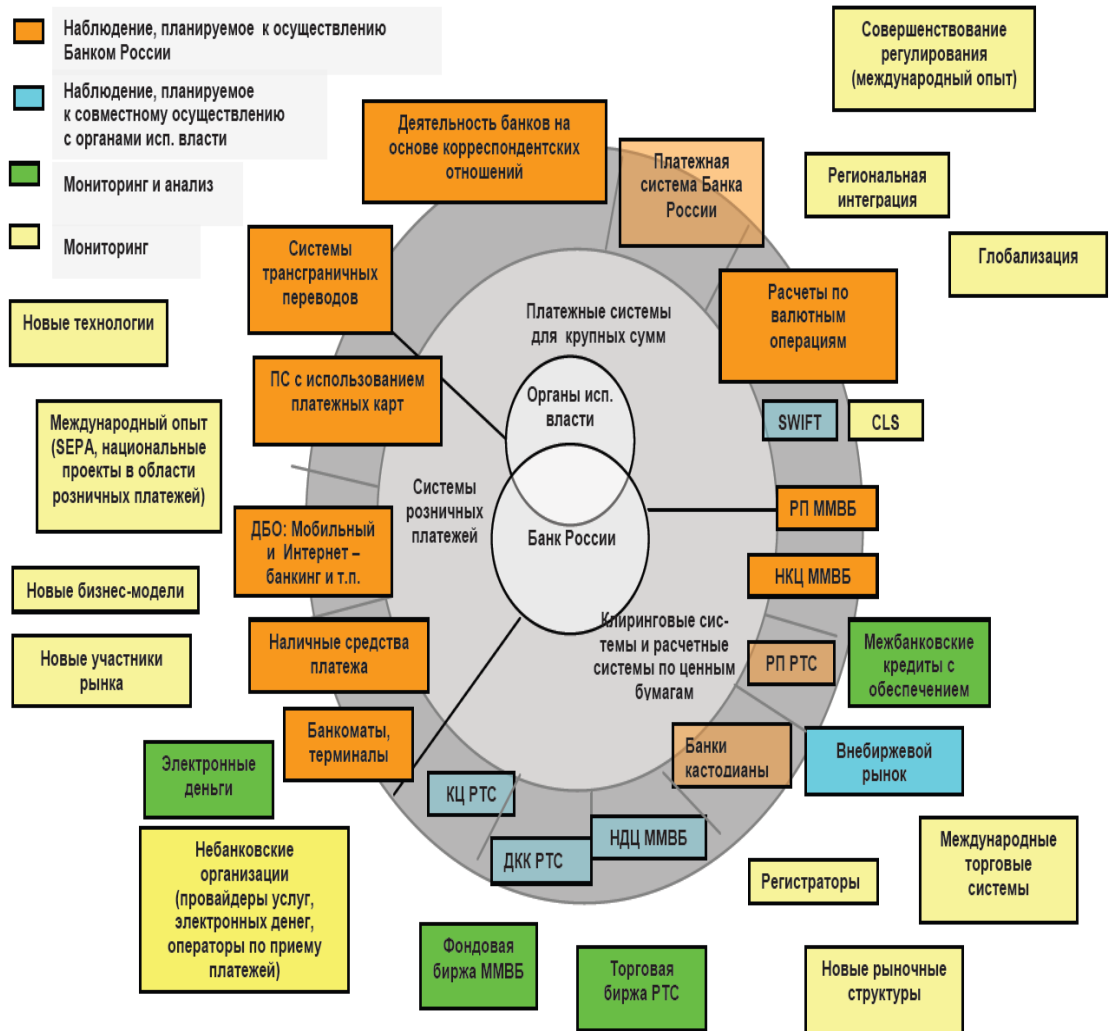 Наблюдение, планируемое к осуществлению
Банком России
Наблюдение, планируемое
к совместному осуществлению
с органами исп. власти
Мониторинг и анализ
Мониторинг
Совершенствование
регулирования
(международный опыт)
Деятельность банков на
основе корреспондентских
отношений
Платежная
система Банка
России
Региональная
интеграция
Глобализация
Системы
трансграничных
переводов
Расчеты по
валютным
операциям
Новые технологии
Платежные системы
для крупных сумм
ПС с использованием
платежных карт
Органы исп.
власти
SWIFT
CLS
Международный опыт
(SEPA, национальные
проекты в области
розничных платежей)
Системы
розничных
платежей
Банк России
РП ММВБ
ДБО: Мобильный
и Интернет –
банкинг и т.п.
НКЦ ММВБ
Новые бизнес-модели
Новые участники
рынка
Наличные средства
платежа
Клиринговые сис-
темы и расчетные
системы по ценным
бумагам
РП РТС
Межбанковские
кредиты с
обеспечением
Банкоматы,
терминалы
Банки
кастодианы
Внебиржевой
рынок
Электронные
деньги
КЦ РТС
ДКК РТС
НДЦ ММВБ
Небанковские
организации
(провайдеры услуг,
электронных денег,
операторы по приему
платежей)
Регистраторы
Международные
торговые
системы
Фондовая
биржа ММВБ
Торговая
биржа РТС
Новые рыночные
структуры